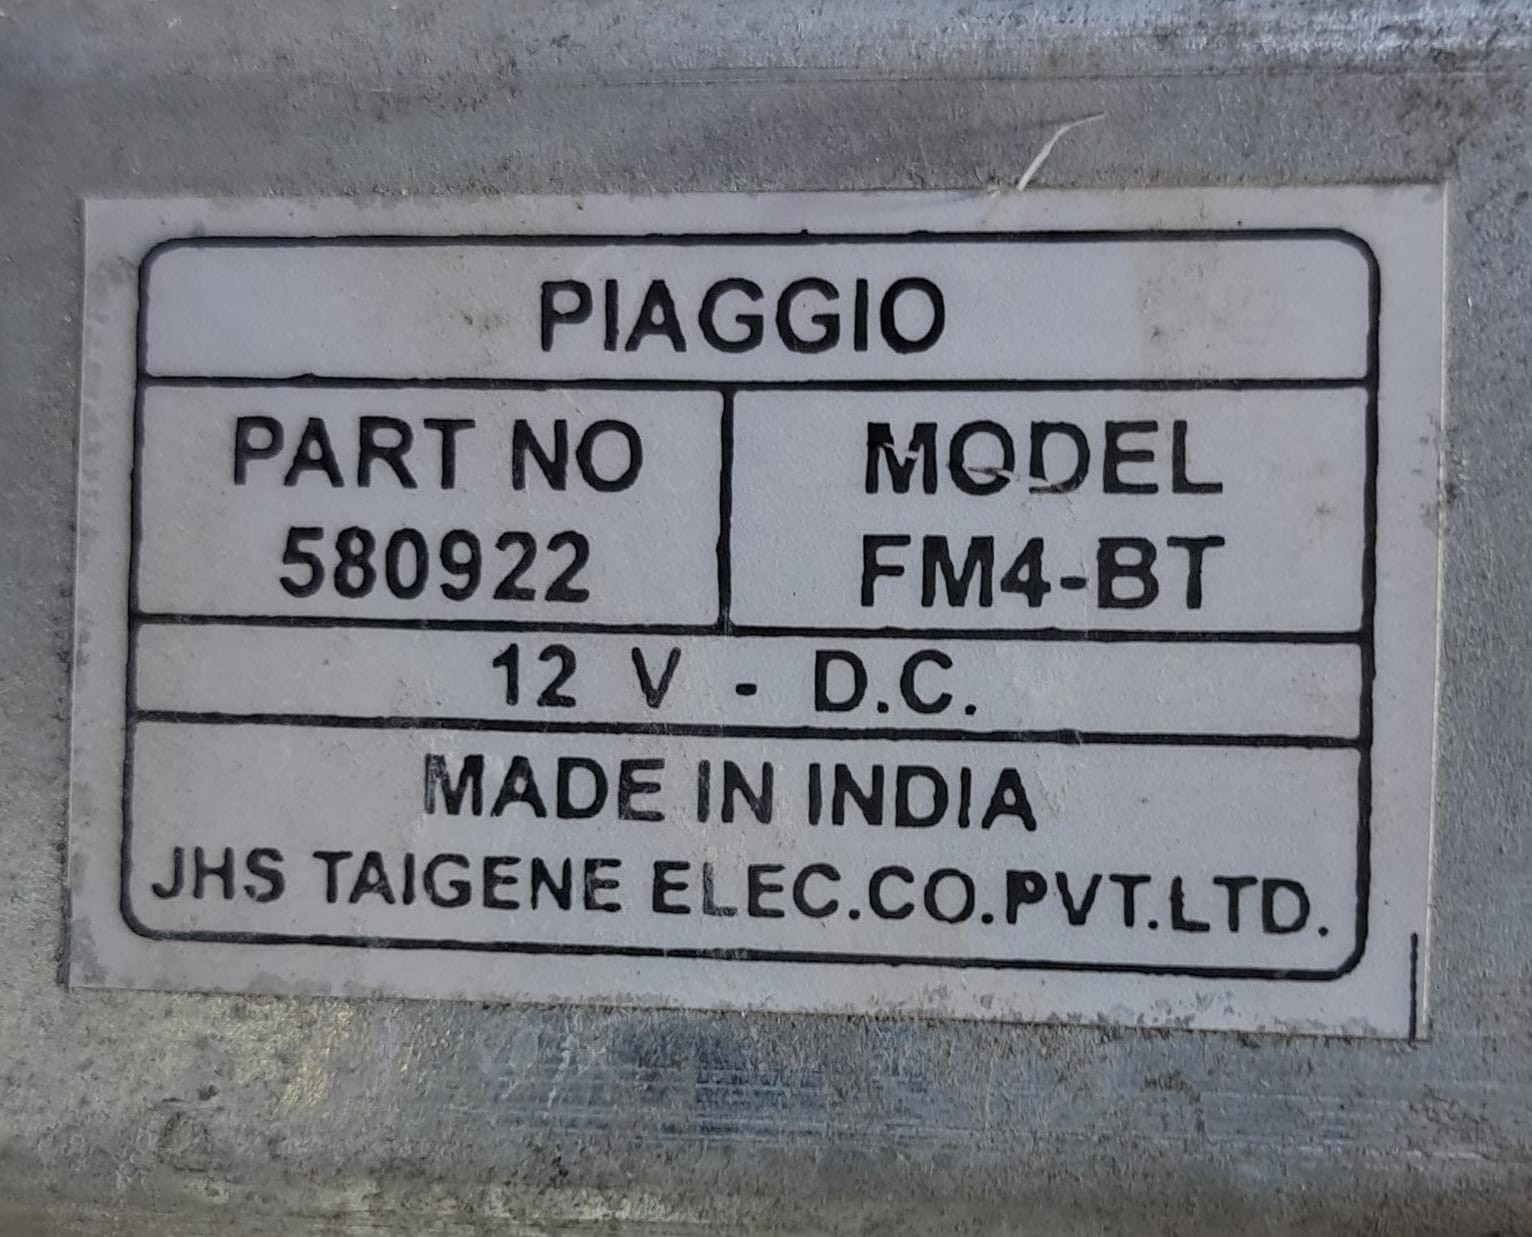 PIAGGIO
PART NO
580922
MODEL
FM4-BT
12 V - D.C.
MADE IN INDIA
JHS TAIGENE ELEC.CO.PVT.LTD.